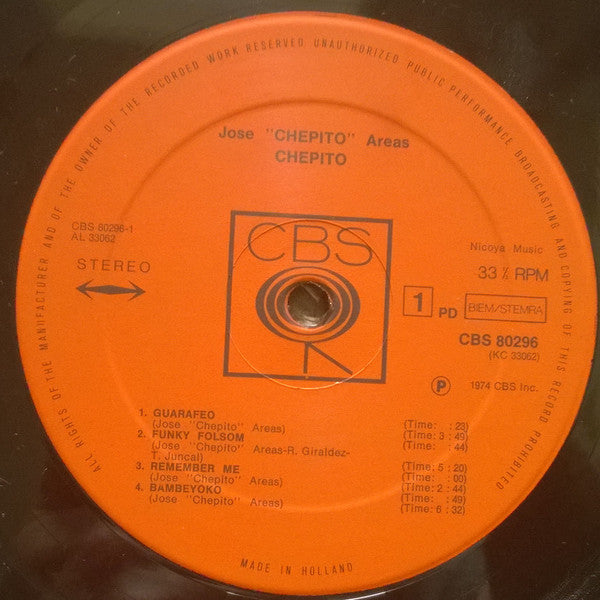 ALL RIGHTS OF THE MANUFACTURER AND OF THE OWNER OF THE RECORDED WORK RESERVED UNAUTHORIZED PUBLIC PERFORMANCE BROADCASTING AND COPYING OF THIS RECORD PROHIBITED
Jose "CHEPITO" Areas
CHEPITO
CBS 80296-1
AL 33062
STEREO
CBS
Nicoya Music
33 ⅓ RPM
1 PD BIEM/STEMRA
CBS 80296
(KC 33062)
℗ 1974 CBS Inc.
1. GUARAFEO (Time: : 23)
(Jose "Chepito" Areas) (Time: 3 : 49)
2. FUNKY FOLSOM (Time: : 44)
(Jose "Chepito" Areas-R. Giraldez-
T. Juncal) (Time: 5 : 20)
3. REMEMBER ME (Time: : 00)
(Jose "Chepito" Areas) (Time: 2 : 44)
4. BAMBEYOKO (Time: : 49)
(Jose "Chepito" Areas) (Time: 6 : 32)
MADE IN HOLLAND